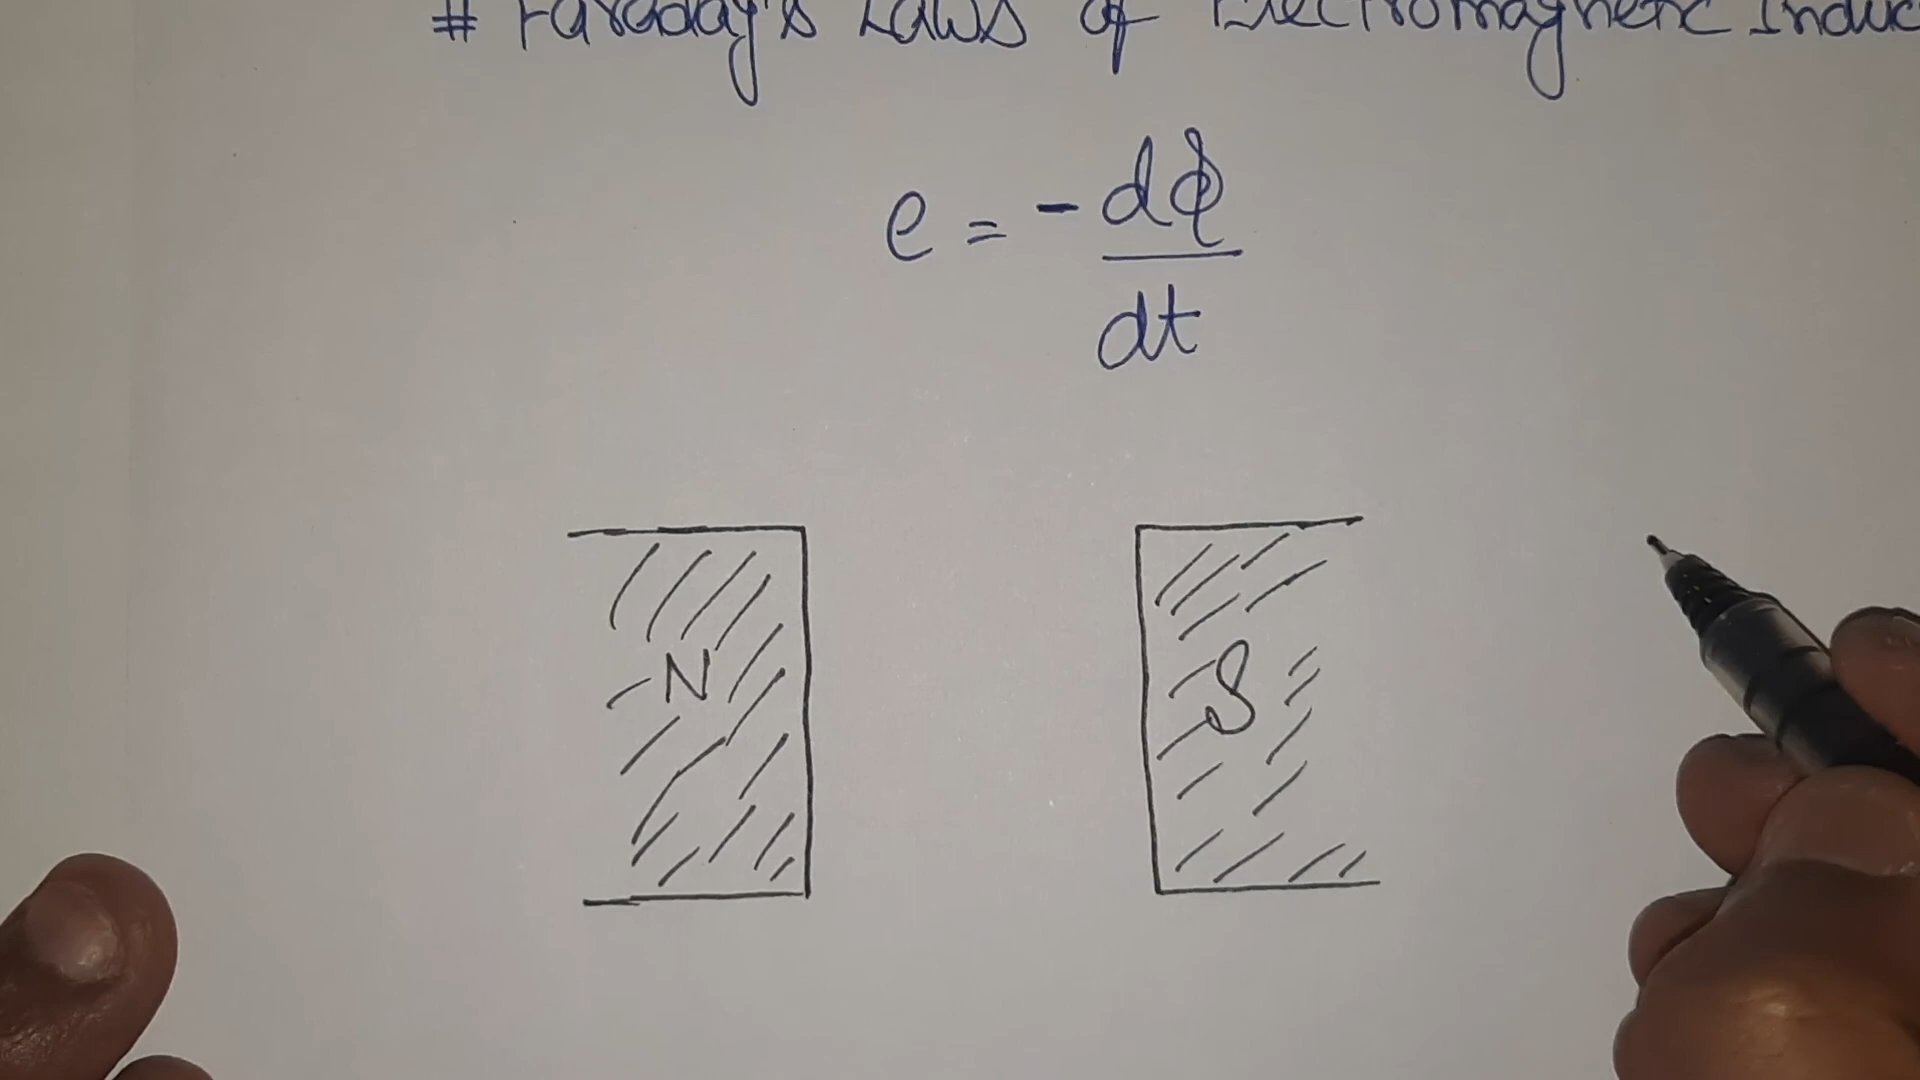 # Faraday's Laws of Electromagnetic Induc
e = - dϕ
dt
N S